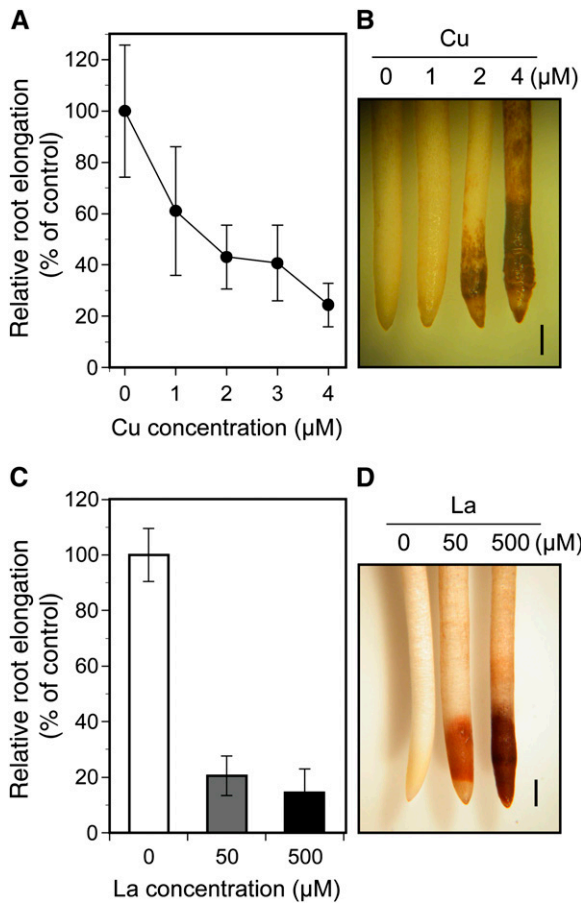 A
Relative root elongation
(% of control)
120
100
80
60
40
20
0
0 1 2 3 4
Cu concentration (µM)
B
Cu
0 1 2 4 (µM)
C
Relative root elongation
(% of control)
120
100
80
60
40
20
0
0 50 500
La concentration (µM)
D
La
0 50 500 (µM)